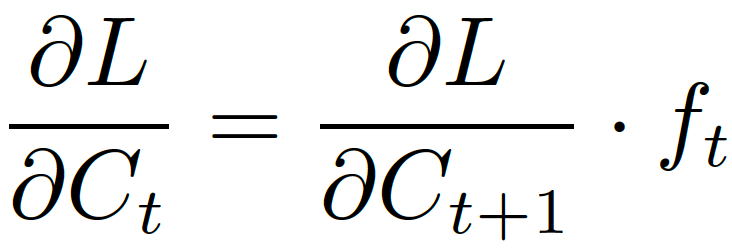 ∂L/∂C_t = ∂L/∂C_{t+1} · f_t